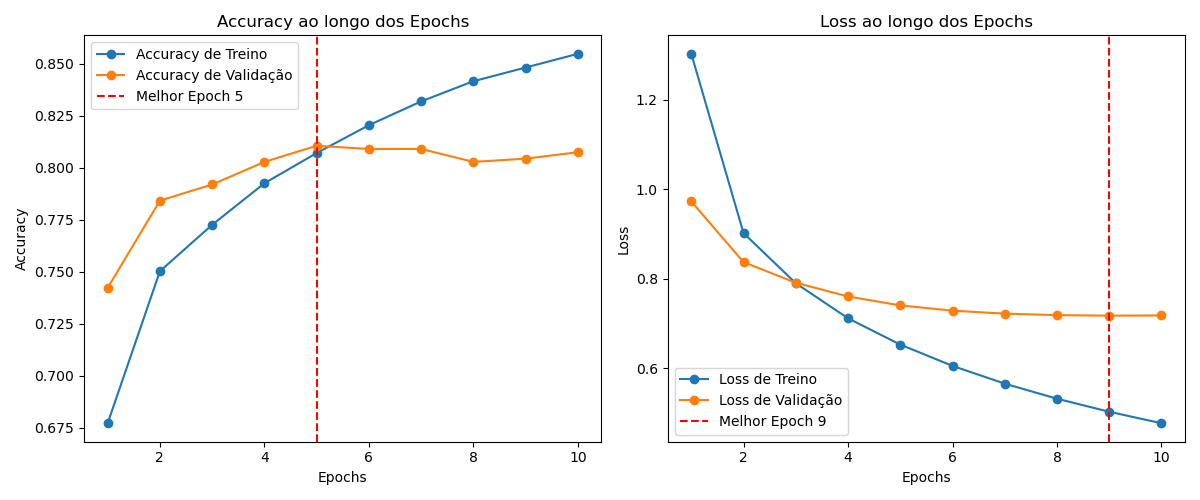 Accuracy ao longo dos Epochs
Accuracy de Treino
Accuracy de Validação
Melhor Epoch 5
0.850
0.825
0.800
0.775
0.750
0.725
0.700
0.675
Accuracy
2 4 6 8 10
Epochs
Loss ao longo dos Epochs
1.2
1.0
0.8
0.6
Loss
Loss de Treino
Loss de Validação
Melhor Epoch 9
2 4 6 8 10
Epochs